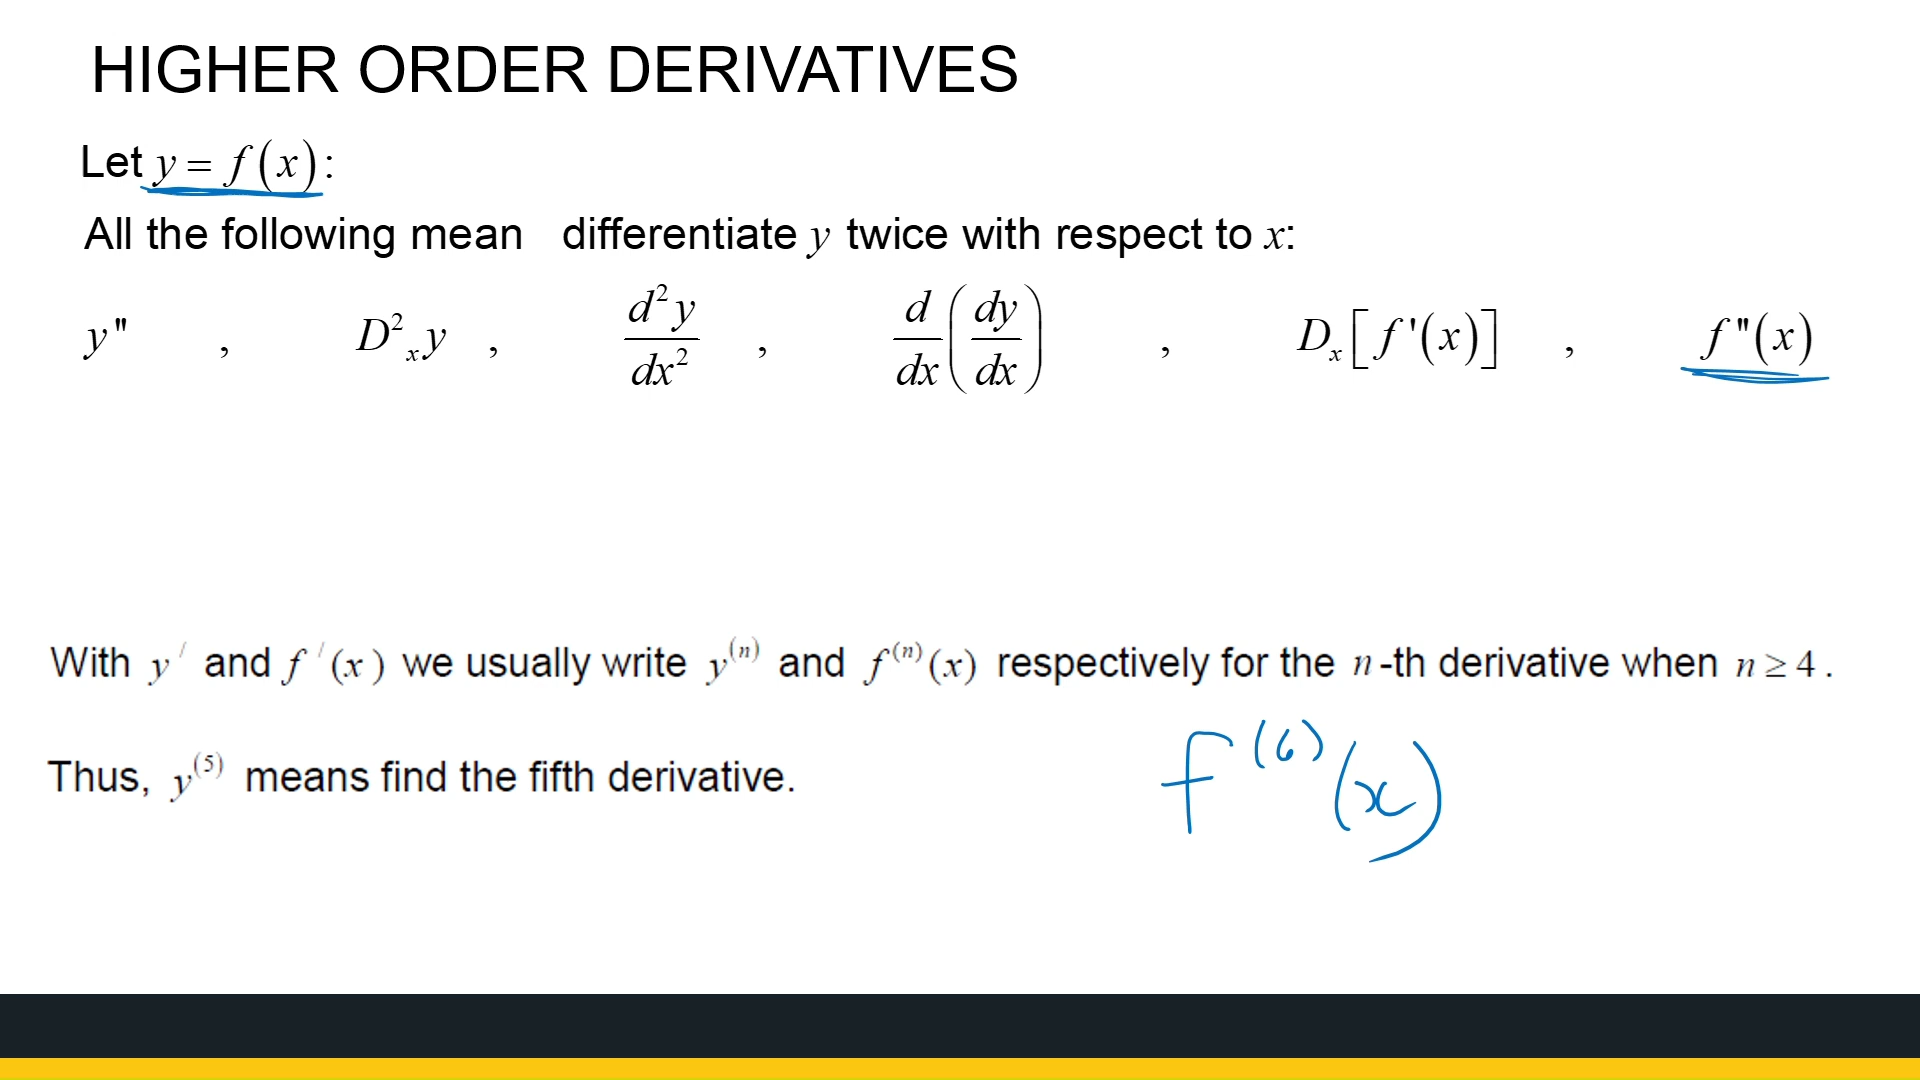 HIGHER ORDER DERIVATIVES
Let y = f(x):
All the following mean differentiate y twice with respect to x:
y" , D²ₓy , d²y/dx² , d/dx(dy/dx) , Dₓ[f'(x)] , f"(x)
With y′ and f′(x) we usually write y⁽ⁿ⁾ and f⁽ⁿ⁾(x) respectively for the n-th derivative when n ≥ 4.
Thus, y⁽⁵⁾ means find the fifth derivative.
f⁽⁶⁾(x)